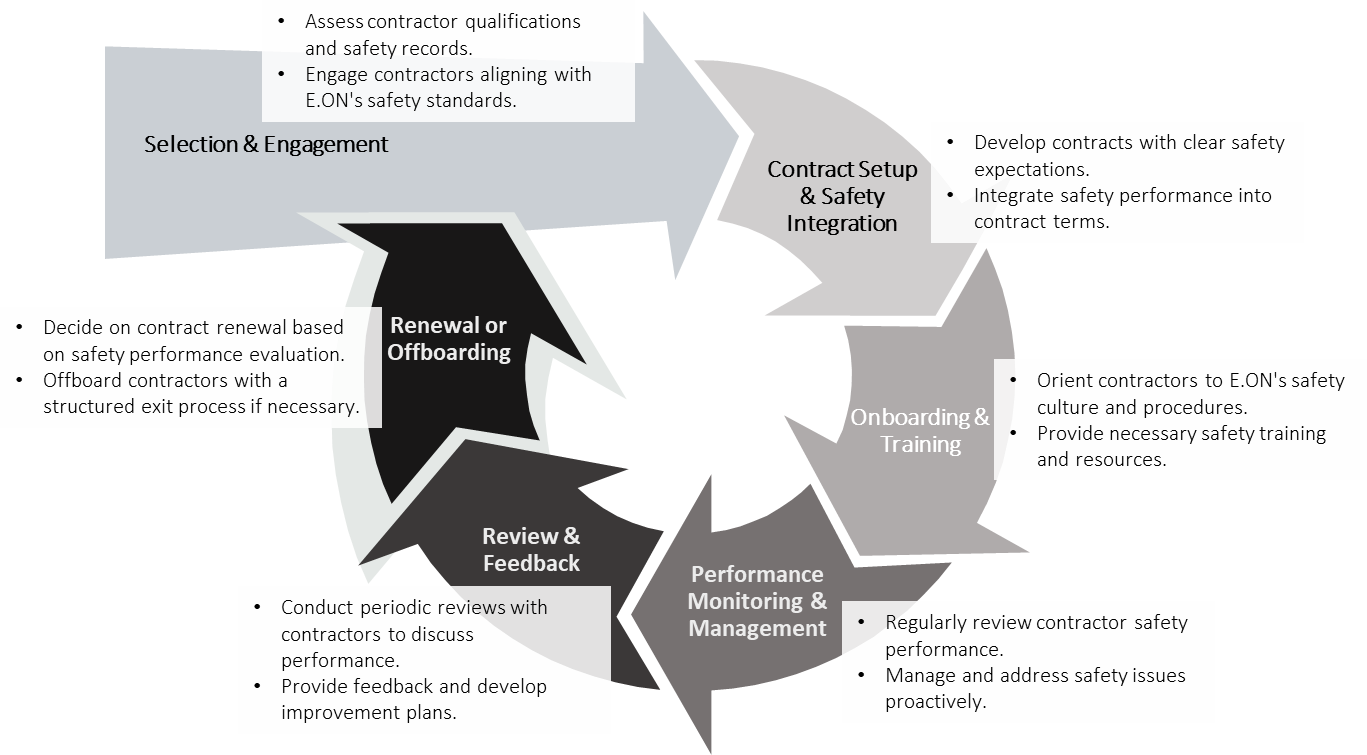 • Assess contractor qualifications
and safety records.
• Engage contractors aligning with
E.ON's safety standards.
Selection & Engagement
Contract Setup
& Safety
Integration
• Develop contracts with clear safety
expectations.
• Integrate safety performance into
contract terms.
Onboarding &
Training
• Orient contractors to E.ON's safety
culture and procedures.
• Provide necessary safety training
and resources.
Performance
Monitoring &
Management
• Regularly review contractor safety
performance.
• Manage and address safety issues
proactively.
Review &
Feedback
• Conduct periodic reviews with
contractors to discuss
performance.
• Provide feedback and develop
improvement plans.
Renewal or
Offboarding
• Decide on contract renewal based
on safety performance evaluation.
• Offboard contractors with a
structured exit process if necessary.